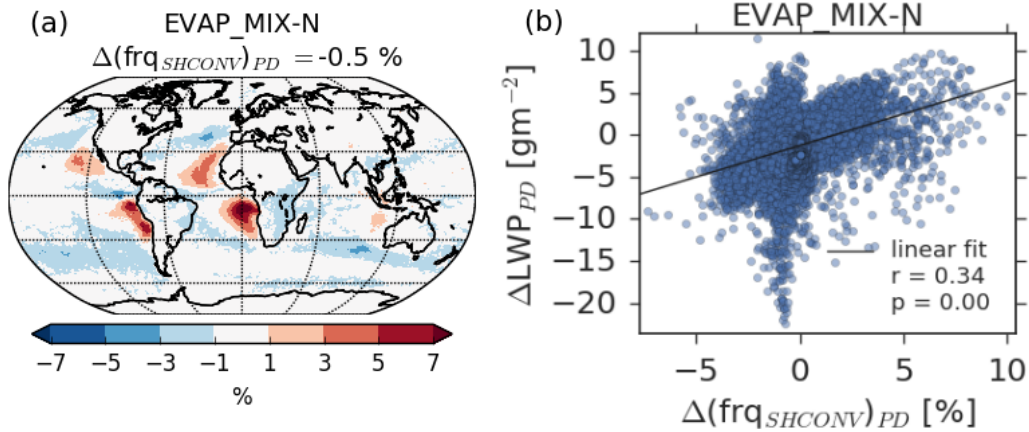 (a)
EVAP_MIX-N
Δ(frq_SHCONV)_PD = -0.5 %
−7 −5 −3 −1 1 3 5 7
%
(b)
EVAP_MIX-N
ΔLWP_PD [gm⁻²]
10
5
0
−5
−10
−15
−20
linear fit
r = 0.34
p = 0.00
−5 0 5 10
Δ(frq_SHCONV)_PD [%]